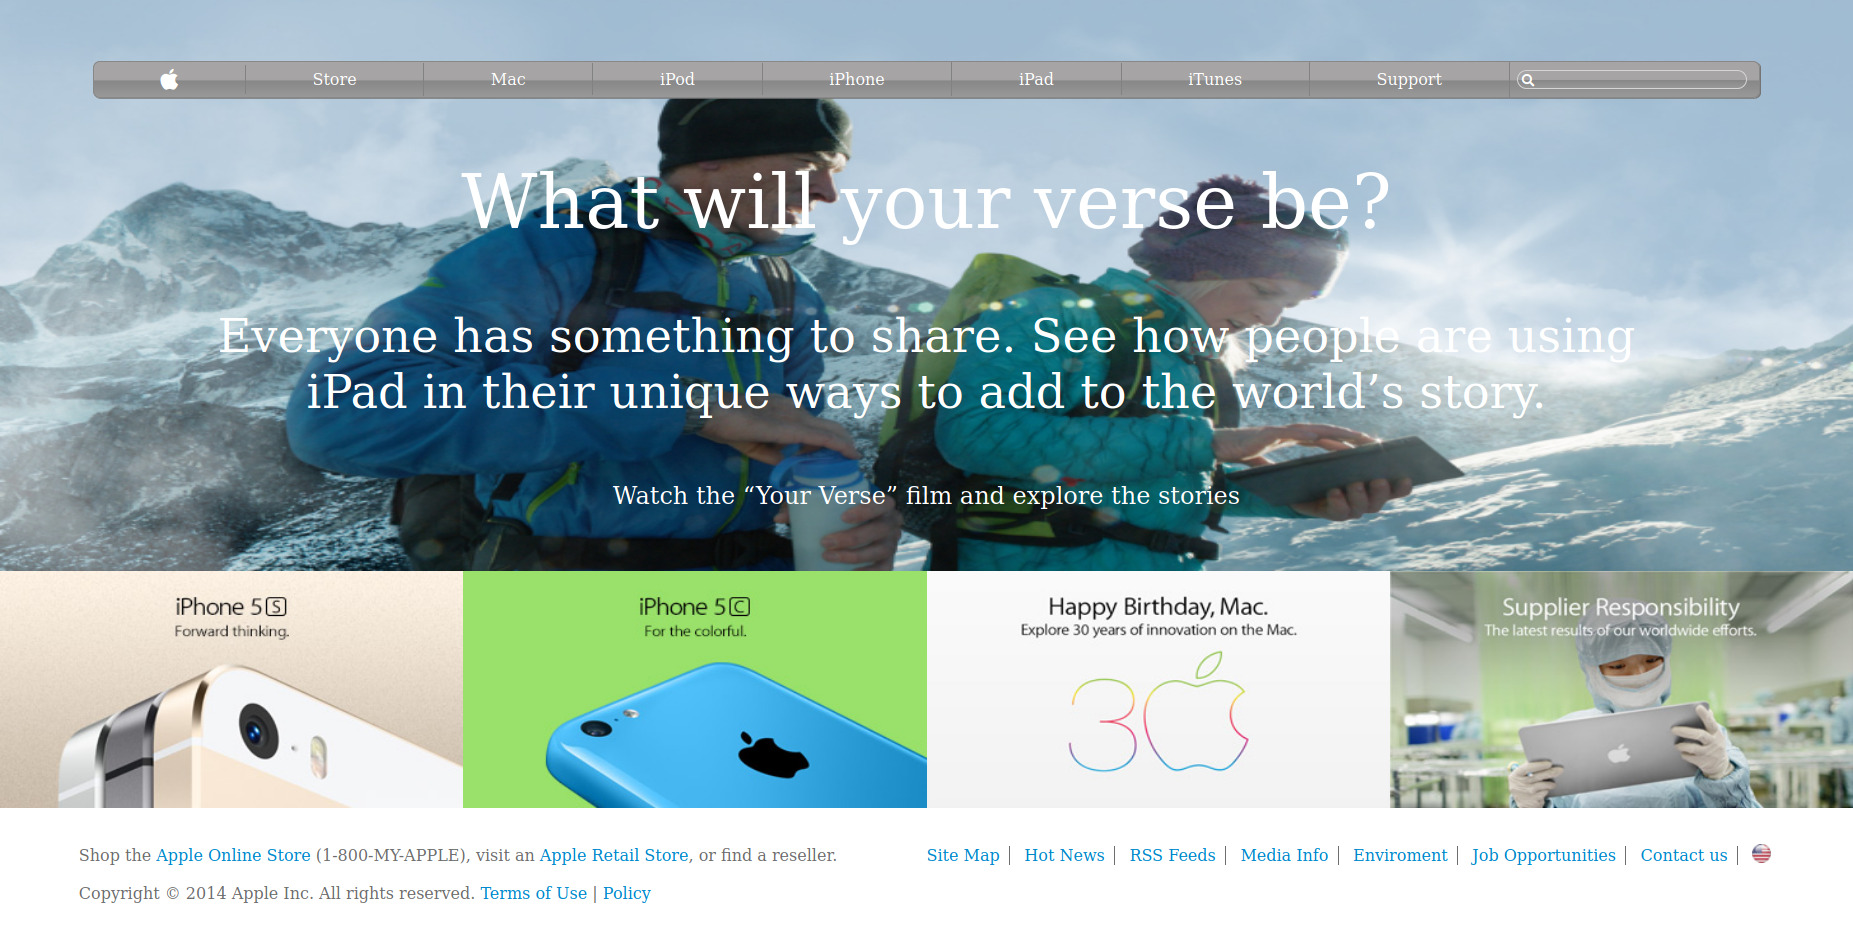 Store Mac iPod iPhone iPad iTunes Support
What will your verse be?
Everyone has something to share. See how people are using
iPad in their unique ways to add to the world’s story.
Watch the “Your Verse” film and explore the stories
iPhone 5S
Forward thinking.
iPhone 5C
For the colorful.
Happy Birthday, Mac.
Explore 30 years of innovation on the Mac.
30
Supplier Responsibility
The latest results of our worldwide efforts.
Shop the Apple Online Store (1-800-MY-APPLE), visit an Apple Retail Store, or find a reseller.
Site Map | Hot News | RSS Feeds | Media Info | Enviroment | Job Opportunities | Contact us |
Copyright © 2014 Apple Inc. All rights reserved. Terms of Use | Policy